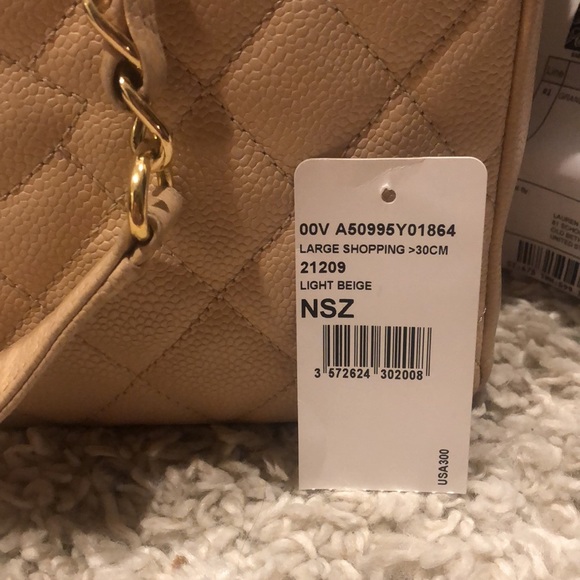 00V A50995Y01864
LARGE SHOPPING >30CM
21209
LIGHT BEIGE
NSZ
3 572624 302008
USA300